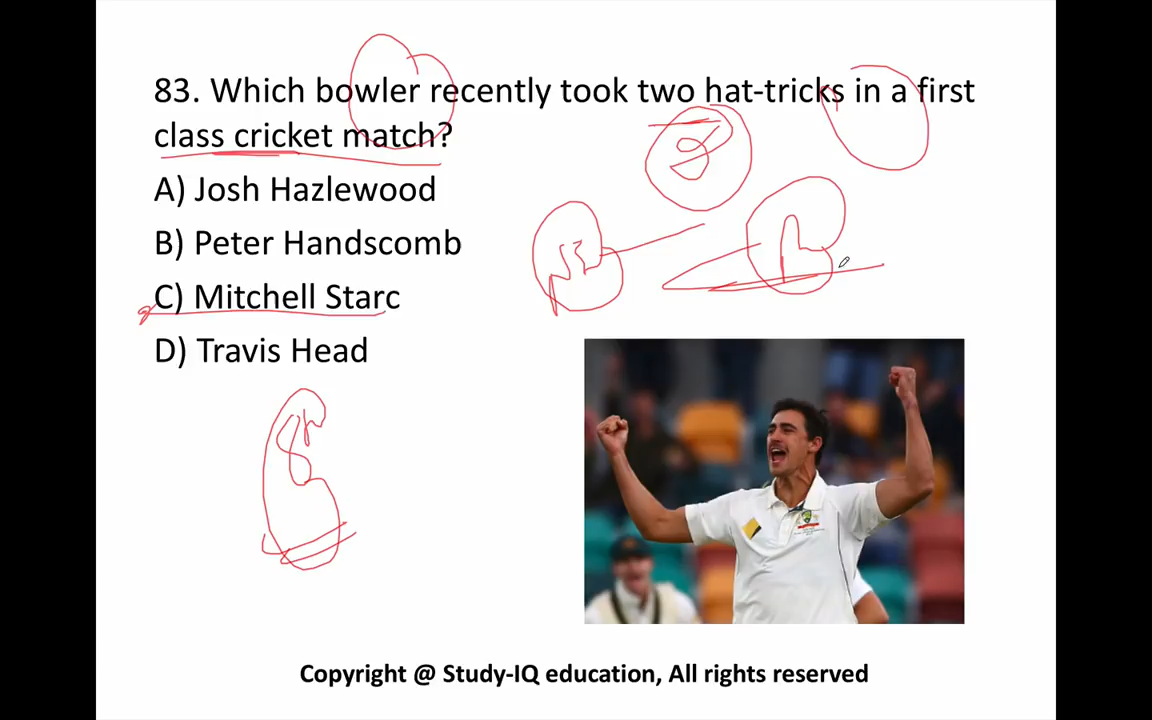 83. Which bowler recently took two hat-tricks in a first
class cricket match?
A) Josh Hazlewood
B) Peter Handscomb
C) Mitchell Starc
D) Travis Head
Copyright @ Study-IQ education, All rights reserved